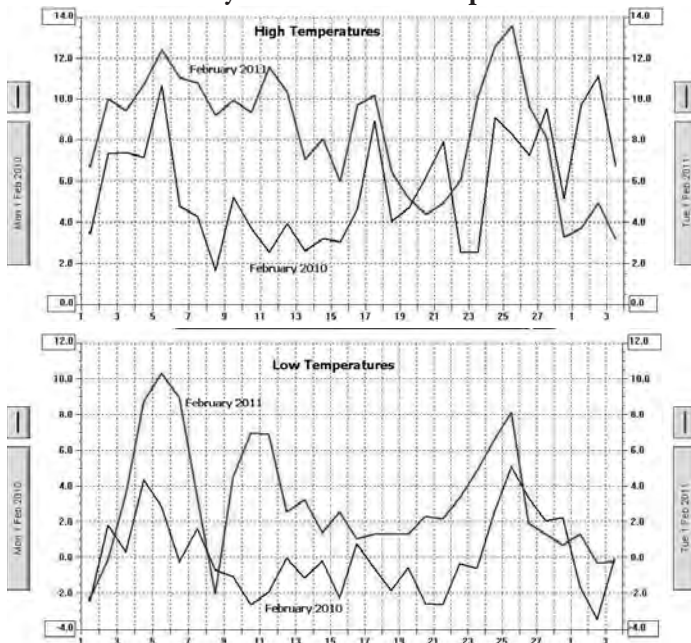 High Temperatures
14.0 14.0
February 2011
12.0 12.0
10.0 10.0
8.0 8.0
6.0 6.0
4.0 4.0
February 2010
2.0 2.0
0.0 0.0
1 3 5 7 9 11 13 15 17 19 21 23 25 27 1 3
Mon 1 Feb 2010
Tue 1 Feb 2011
12.0 12.0
Low Temperatures
10.0 10.0
February 2011
8.0 8.0
6.0 6.0
4.0 4.0
2.0 2.0
0.0 0.0
-2.0 -2.0
February 2010
-4.0 -4.0
1 3 5 7 9 11 13 15 17 19 21 23 25 27 1 3
Mon 1 Feb 2010
Tue 1 Feb 2011